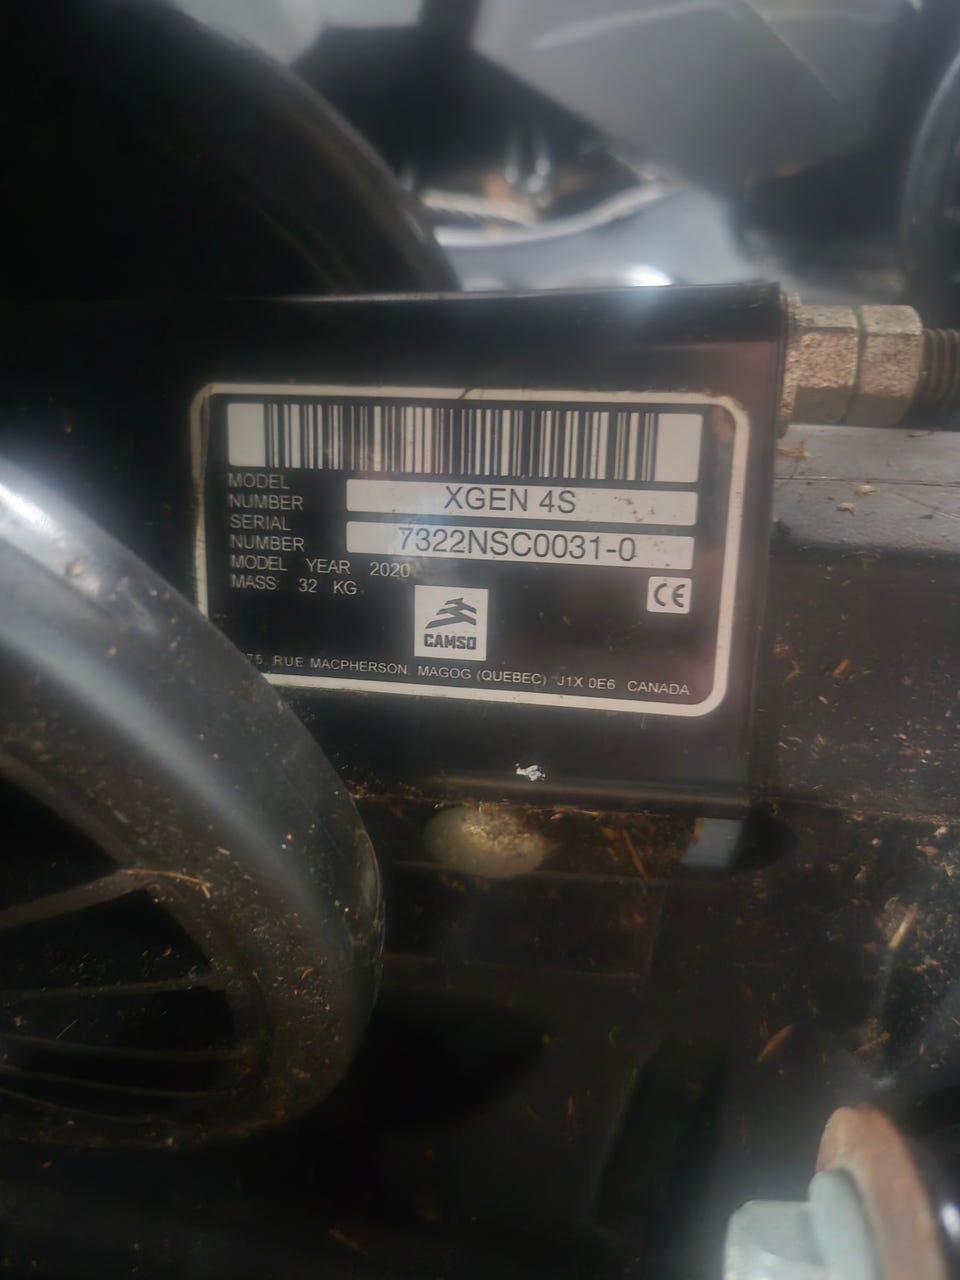 MODEL NUMBER XGEN 4S
SERIAL NUMBER 7322NSC0031-0
MODEL YEAR 2020
MASS: 32 KG
CE
CAMSO
75 RUE MACPHERSON, MAGOG (QUEBEC) J1X 0E6 CANADA